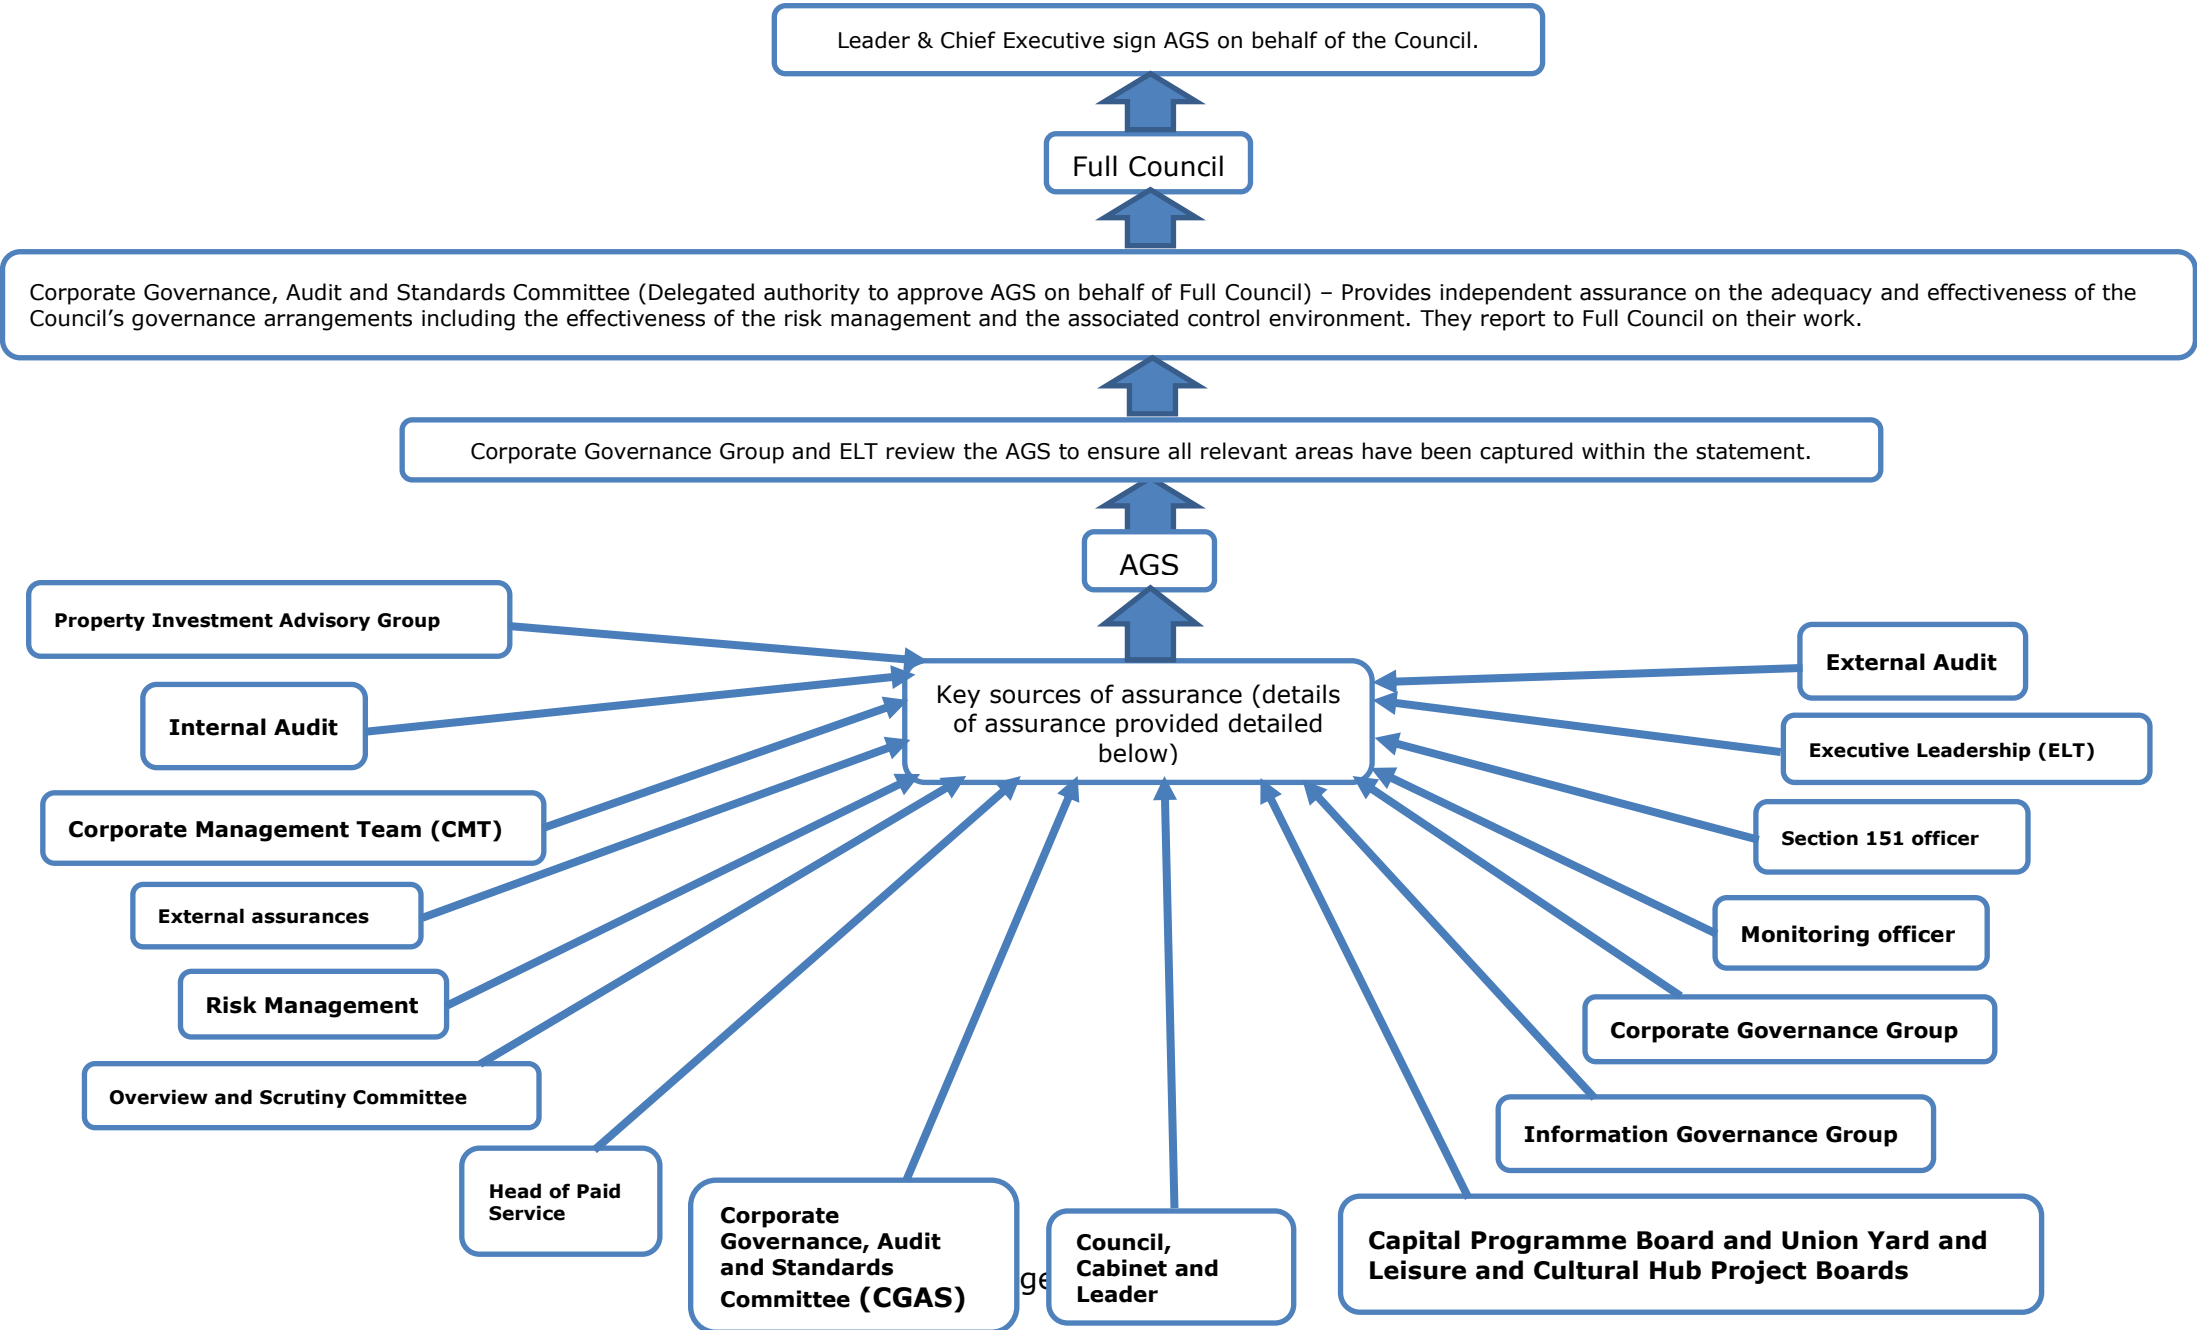 Leader & Chief Executive sign AGS on behalf of the Council.
Full Council
Corporate Governance, Audit and Standards Committee (Delegated authority to approve AGS on behalf of Full Council) – Provides independent assurance on the adequacy and effectiveness of the
Council’s governance arrangements including the effectiveness of the risk management and the associated control environment. They report to Full Council on their work.
Corporate Governance Group and ELT review the AGS to ensure all relevant areas have been captured within the statement.
AGS
Property Investment Advisory Group
External Audit
Key sources of assurance (details
of assurance provided detailed
below)
Internal Audit
Executive Leadership (ELT)
Corporate Management Team (CMT)
Section 151 officer
External assurances
Monitoring officer
Risk Management
Corporate Governance Group
Overview and Scrutiny Committee
Information Governance Group
Head of Paid
Service
Corporate
Governance, Audit
and Standards
Committee (CGAS)
Council,
Cabinet and
Leader
Capital Programme Board and Union Yard and
Leisure and Cultural Hub Project Boards